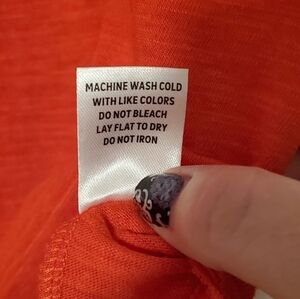 MACHINE WASH COLD
WITH LIKE COLORS
DO NOT BLEACH
LAY FLAT TO DRY
DO NOT IRON